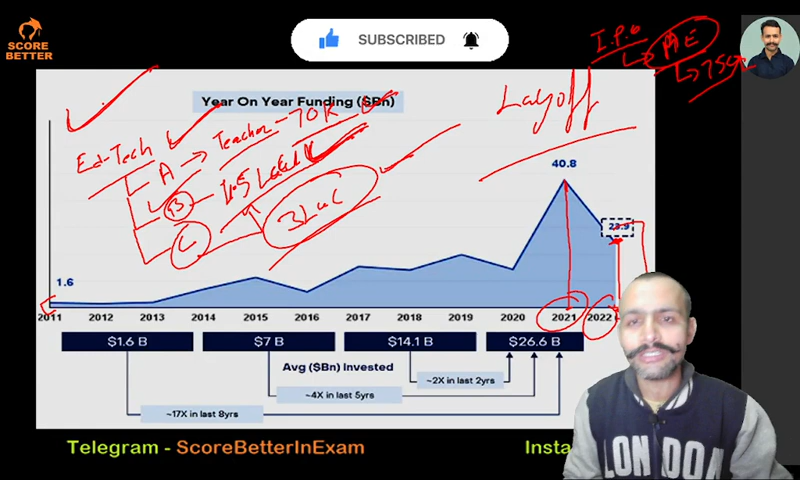 SCORE
BETTER
SUBSCRIBED
I.P.O
Year On Year Funding ($Bn)
Layoff
Ed-Tech
A → Teacher - 70K
B
C
3 Lac
40.8
23.9
1.6
2011 2012 2013 2014 2015 2016 2017 2018 2019 2020 2021 2022
$1.6 B $7 B $14.1 B $26.6 B
Avg ($Bn) Invested
~2X in last 2yrs
~4X in last 5yrs
~17X in last 8yrs
Telegram - ScoreBetterInExam
Insta
LONDON